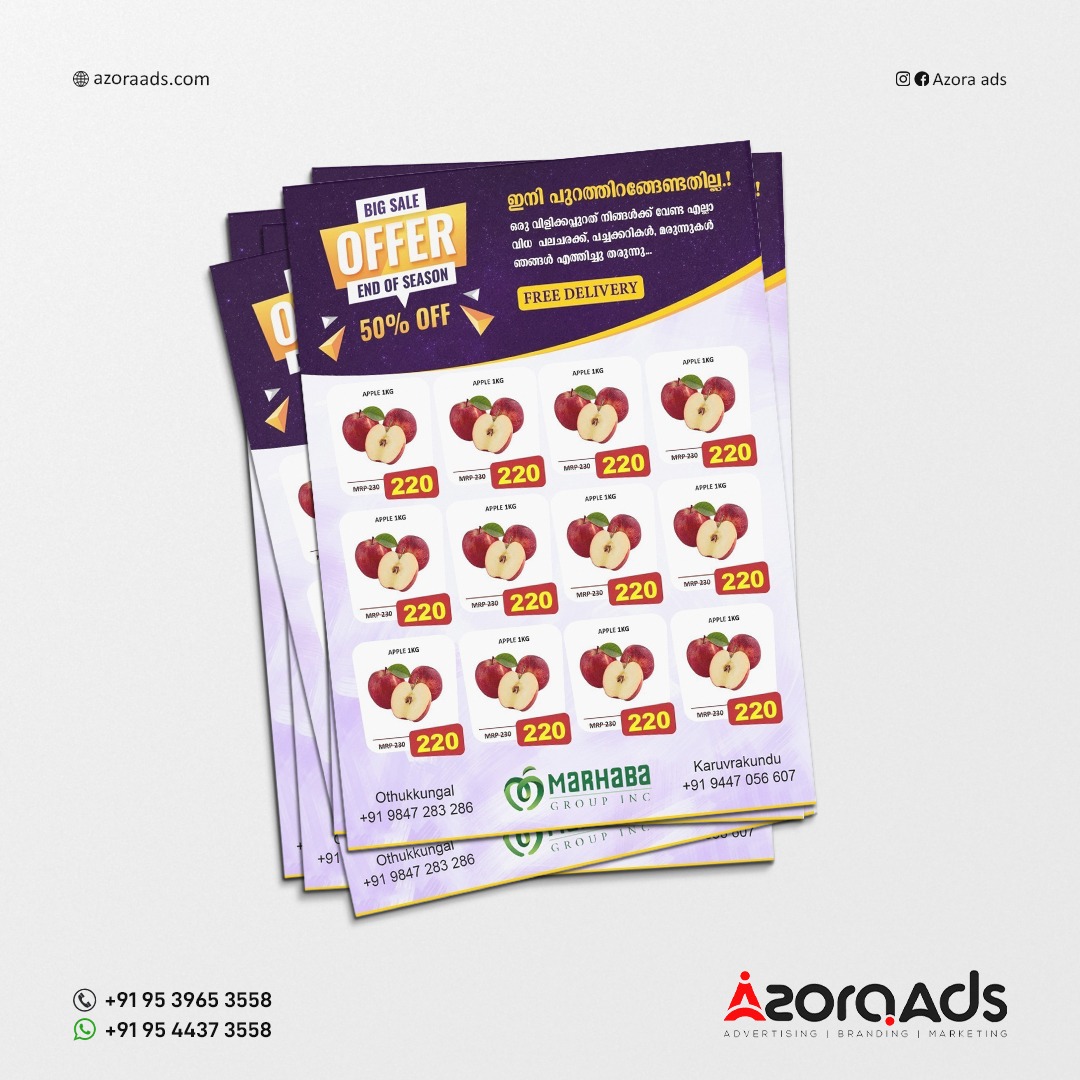 azoraads.com
Azora ads
BIG SALE
OFFER
END OF SEASON
50% OFF
ഇനി പുറത്തിറങ്ങേണ്ടതില്ല.!
ഒരു വിളിക്കപ്പുറത് നിങ്ങൾക്ക് വേണ്ട എല്ലാ
വിധ പലചരക്ക്, പച്ചക്കറികൾ, മരുന്നുകൾ
ഞങ്ങൾ എത്തിച്ചു തരുന്നു...
FREE DELIVERY
APPLE 1KG
MRP 230 220
APPLE 1KG
MRP 230 220
APPLE 1KG
MRP 230 220
APPLE 1KG
MRP 230 220
APPLE 1KG
MRP 230 220
APPLE 1KG
MRP 230 220
APPLE 1KG
MRP 230 220
APPLE 1KG
MRP 230 220
APPLE 1KG
MRP 230 220
APPLE 1KG
MRP 230 220
APPLE 1KG
MRP 230 220
APPLE 1KG
MRP 230 220
Othukkungal
+91 9847 283 286
MARHABA
GROUP INC
Karuvrakundu
+91 9447 056 607
Othukkungal
+91 9847 283 286
GROUP INC
+91 95 3965 3558
+91 95 4437 3558
AzoraAds
ADVERTISING | BRANDING | MARKETING